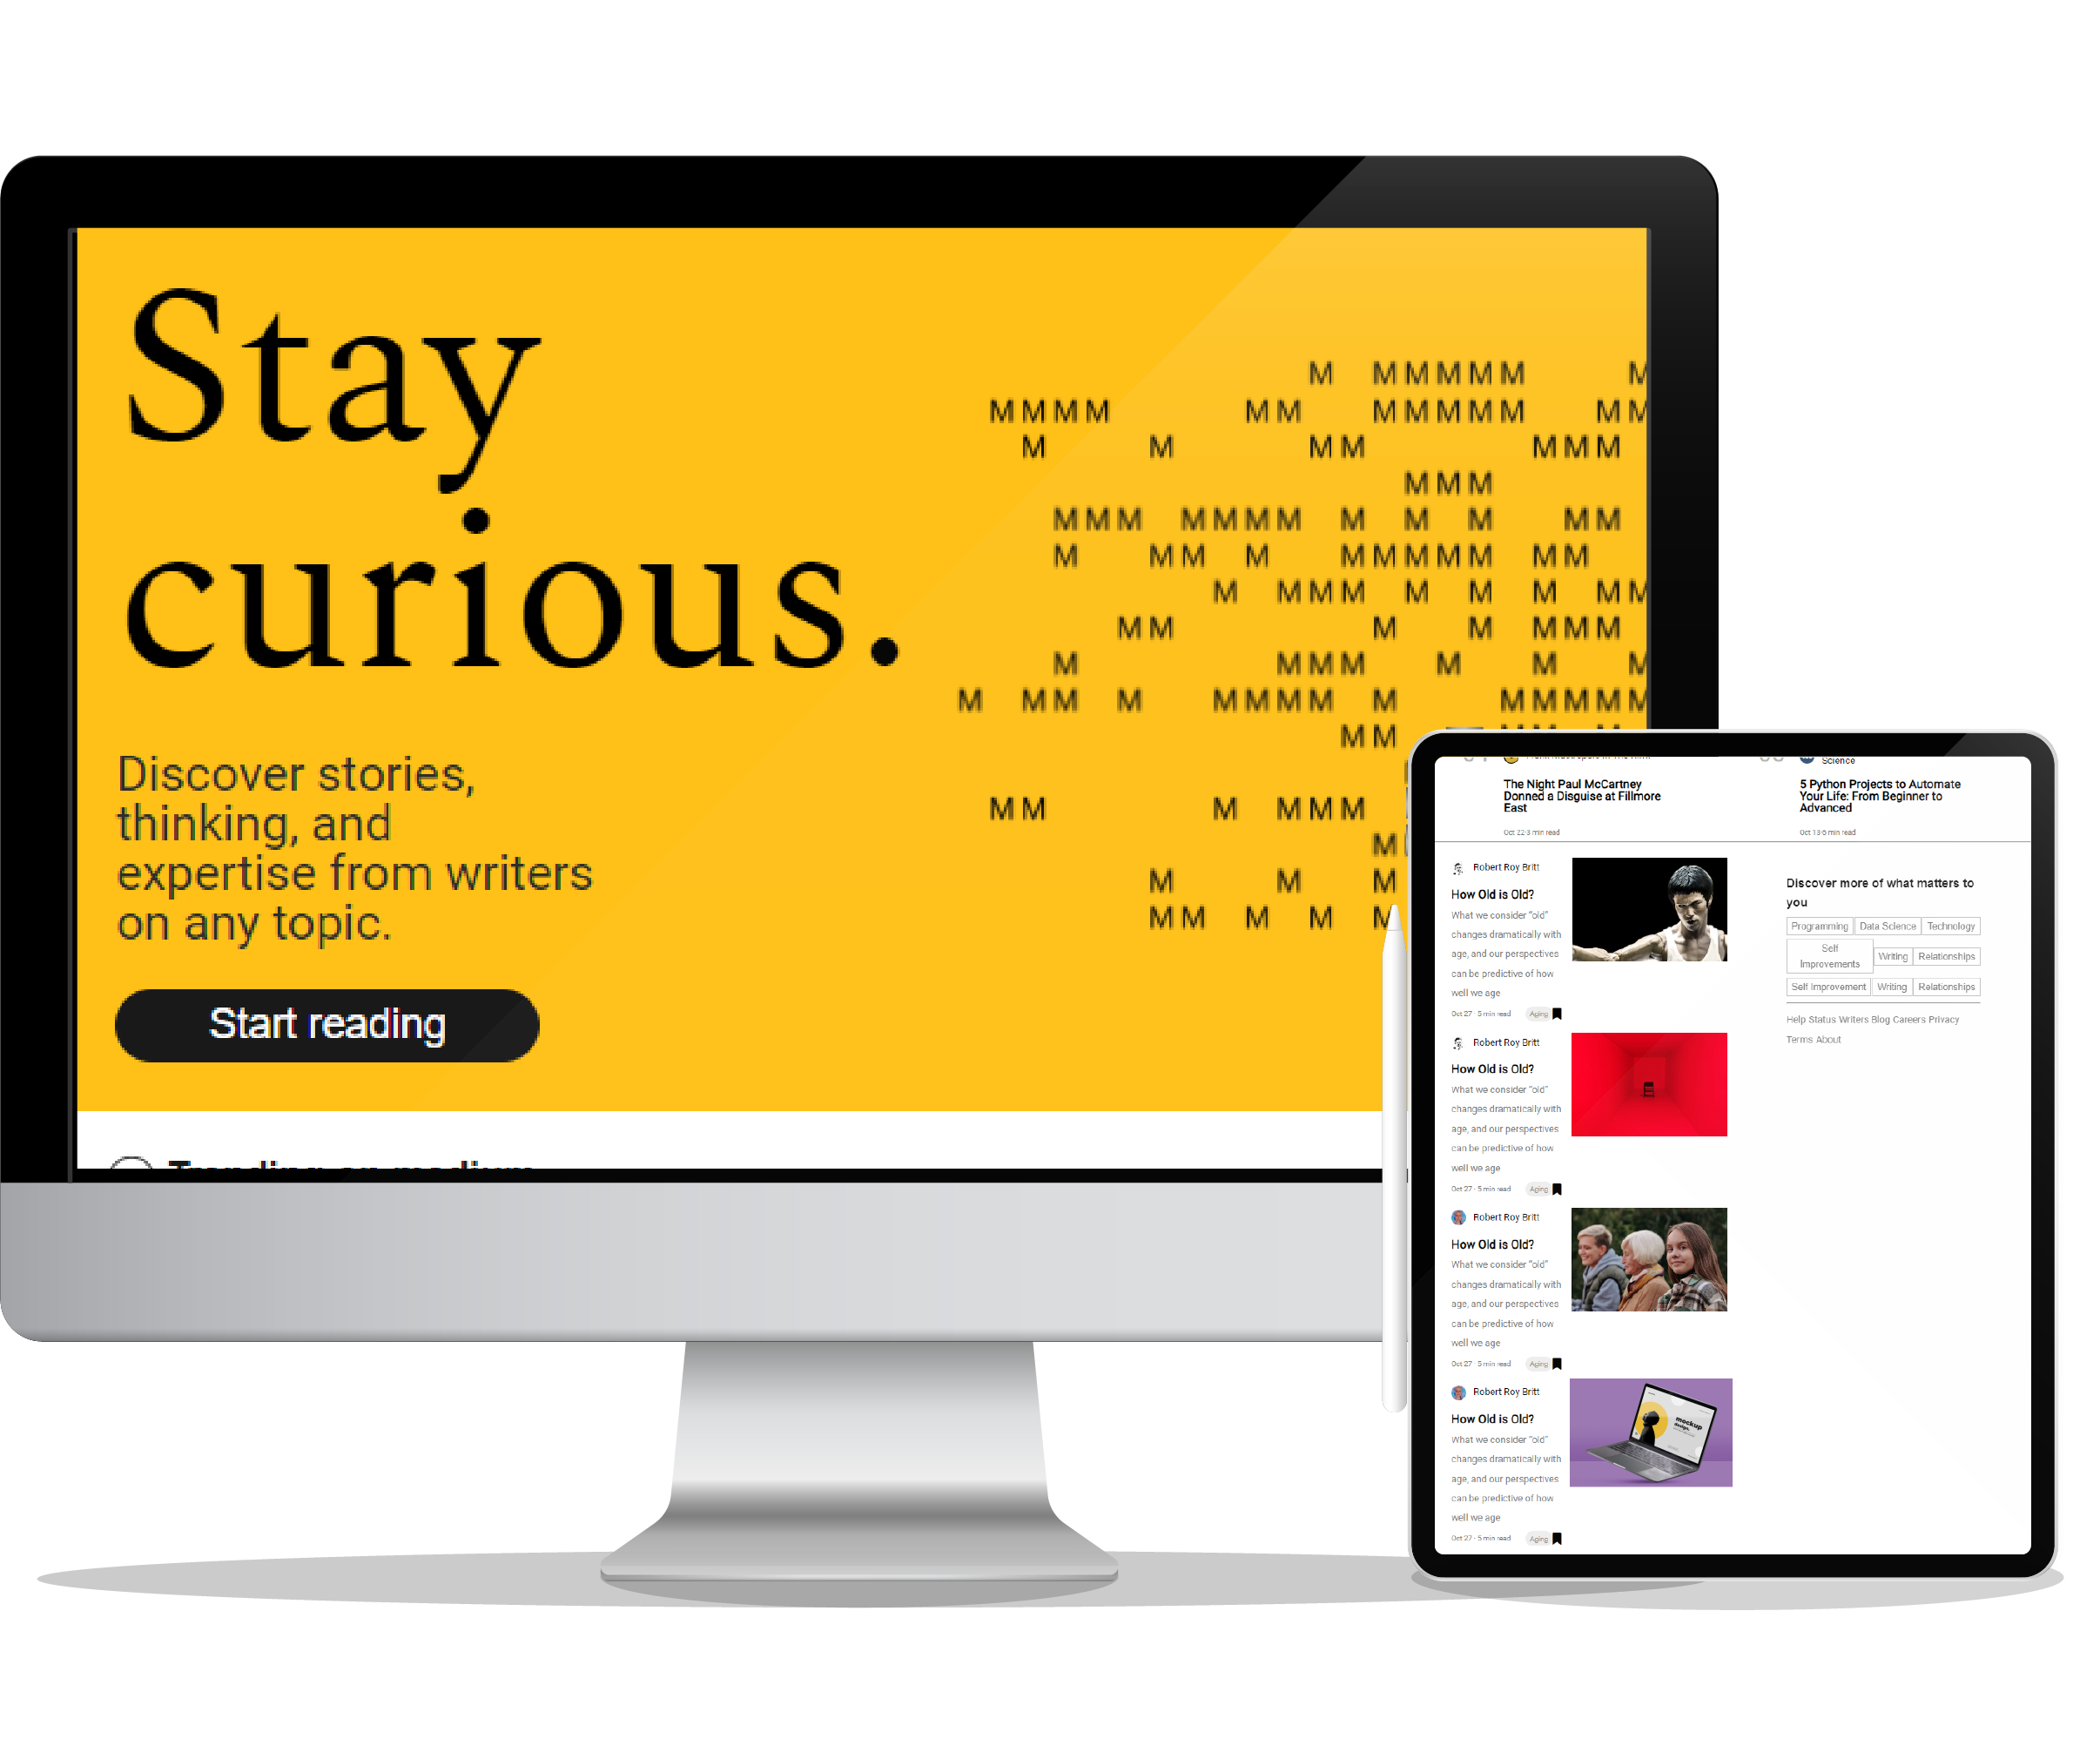 Stay
curious.
Discover stories,
thinking, and
expertise from writers
on any topic.
Start reading
Trending on medium
M MMMMM M
MMMM MM MMMMM MM
M M MM MMM
MMM
MMM MMMM M M M MM
M MM M MMMMM MM
M MMM M M M MM
MM M M MMM
M MMM M M M
M MM M MMMM M MMMMM
MM
MM M MMM
M
M M M
MM M M M
Science
The Night Paul McCartney
Donned a Disguise at Fillmore
East
Oct 22·3 min read
5 Python Projects to Automate
Your Life: From Beginner to
Advanced
Oct 13·6 min read
Robert Roy Britt
How Old is Old?
What we consider “old”
changes dramatically with
age, and our perspectives
can be predictive of how
well we age
Oct 27 · 5 min read Aging
Robert Roy Britt
How Old is Old?
What we consider “old”
changes dramatically with
age, and our perspectives
can be predictive of how
well we age
Oct 27 · 5 min read Aging
Robert Roy Britt
How Old is Old?
What we consider “old”
changes dramatically with
age, and our perspectives
can be predictive of how
well we age
Oct 27 · 5 min read Aging
Robert Roy Britt
How Old is Old?
What we consider “old”
changes dramatically with
age, and our perspectives
can be predictive of how
well we age
Oct 27 · 5 min read Aging
mockup
design.
Discover more of what matters to
you
Programming Data Science Technology
Self
Improvements Writing Relationships
Self Improvement Writing Relationships
Help Status Writers Blog Careers Privacy
Terms About